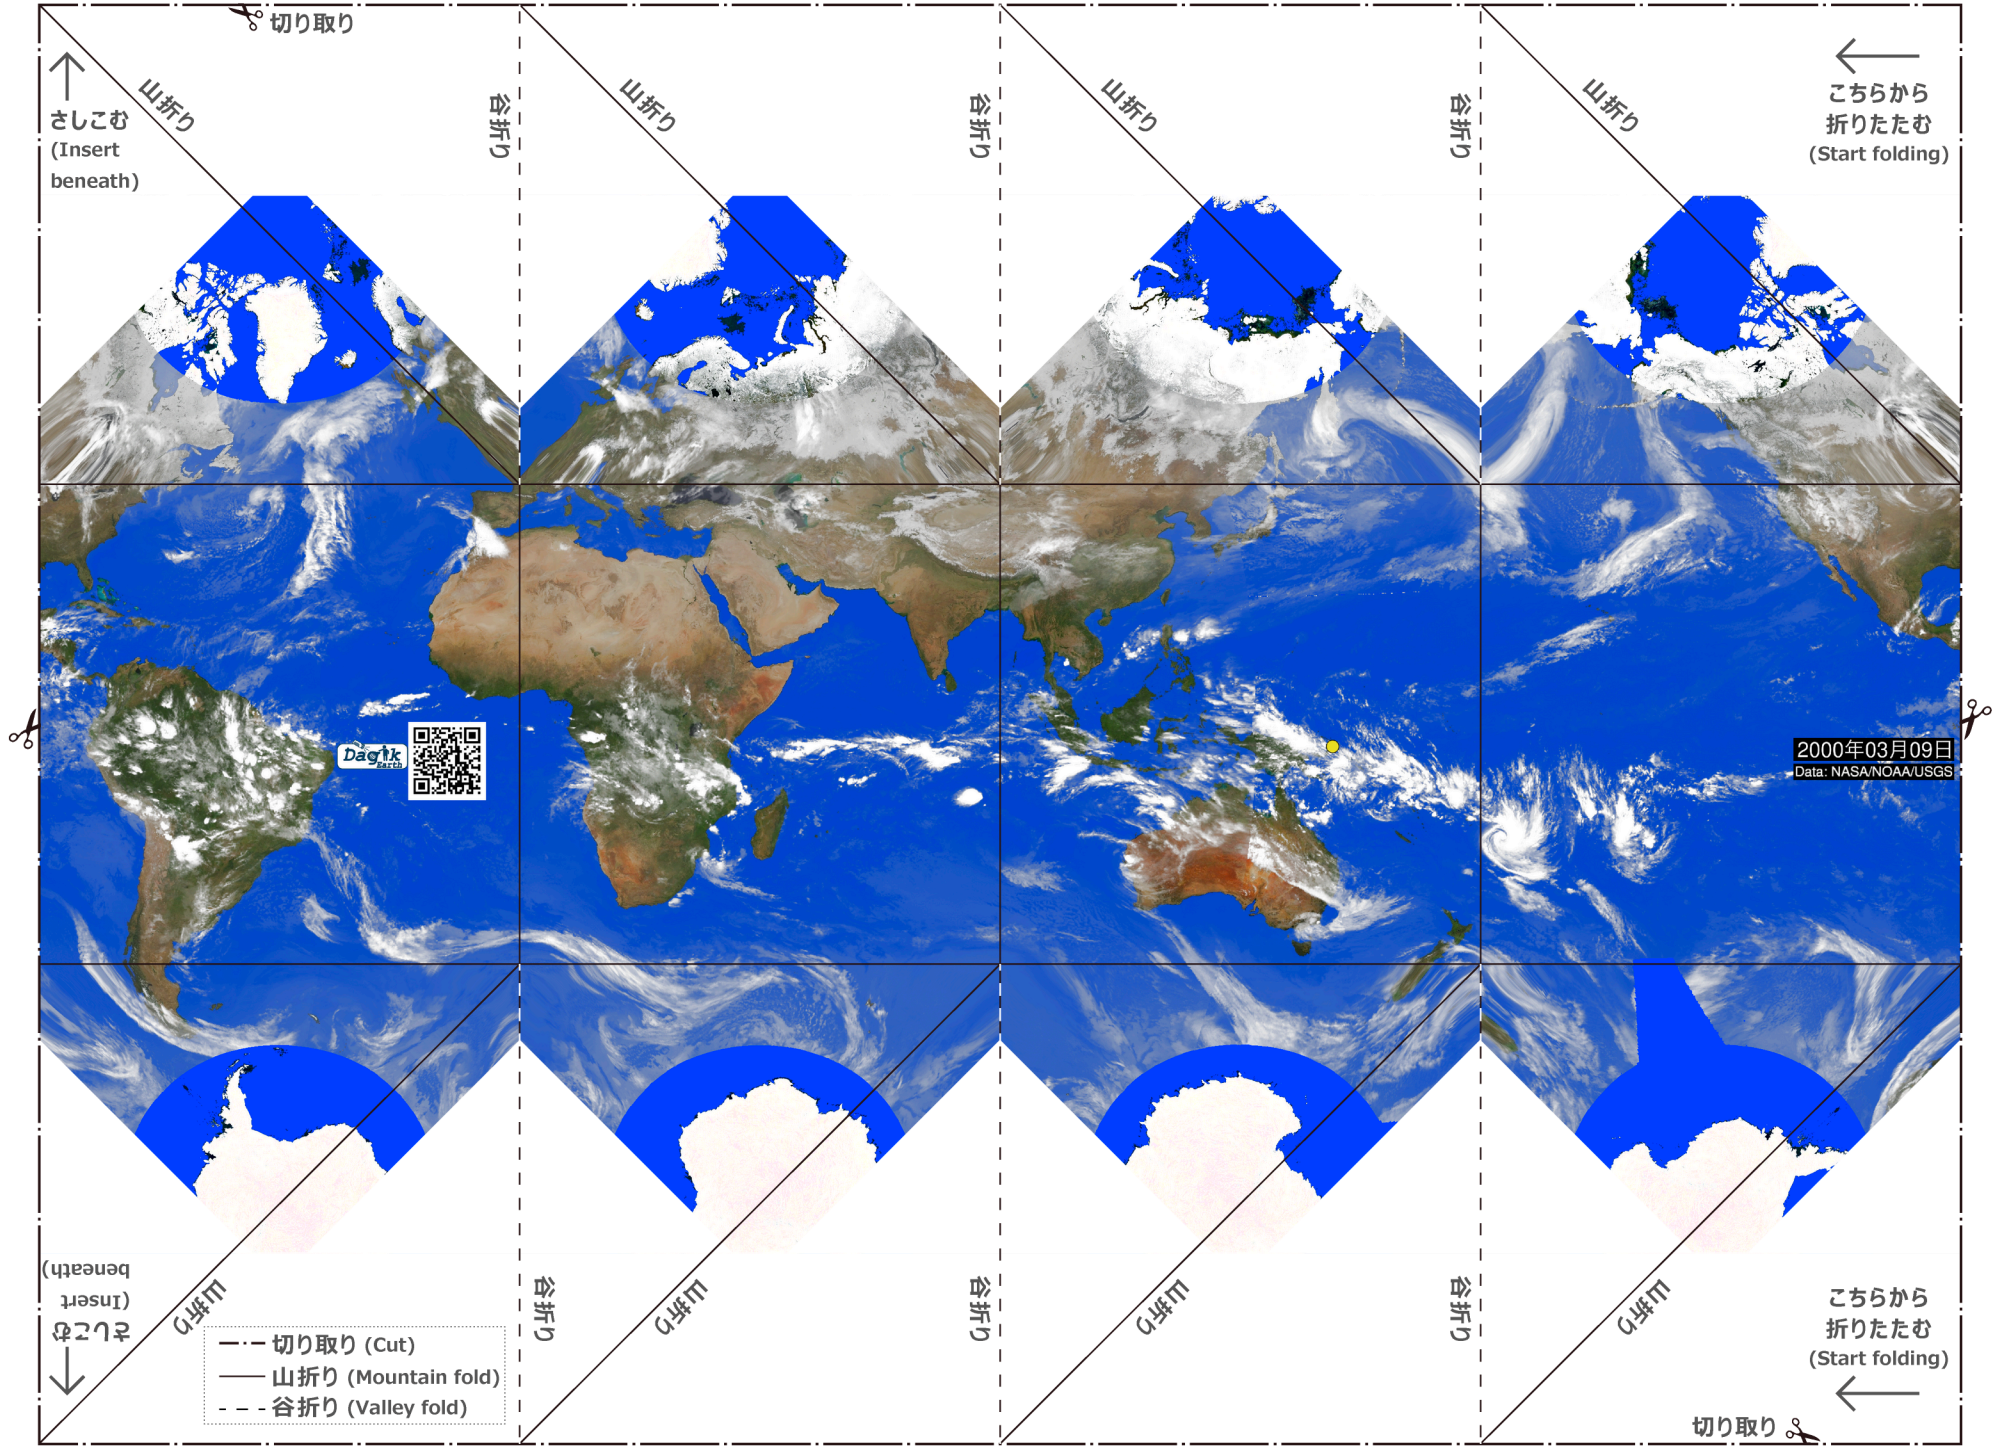 切り取り
さしこむ
(Insert
beneath)
山折り
谷折り
山折り
谷折り
山折り
谷折り
山折り
こちらから
折りたたむ
(Start folding)
Dagik
Earth
2000年03月09日
Data: NASA/NOAA/USGS
さしこむ
(Insert
beneath)
山折り
谷折り
山折り
谷折り
山折り
谷折り
山折り
こちらから
折りたたむ
(Start folding)
切り取り (Cut)
山折り (Mountain fold)
谷折り (Valley fold)
切り取り